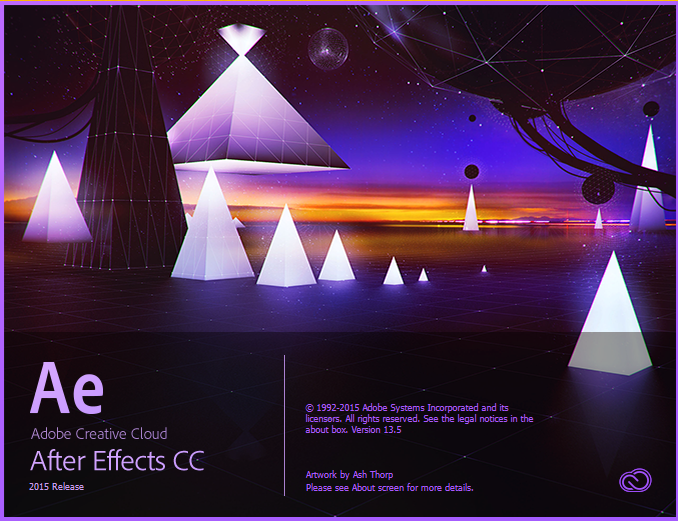 Ae
Adobe Creative Cloud
After Effects CC
2015 Release
© 1992-2015 Adobe Systems Incorporated and its
licensers. All rights reserved. See the legal notices in the
about box. Version 13.5
Artwork by Ash Thorp
Please see About screen for more details.